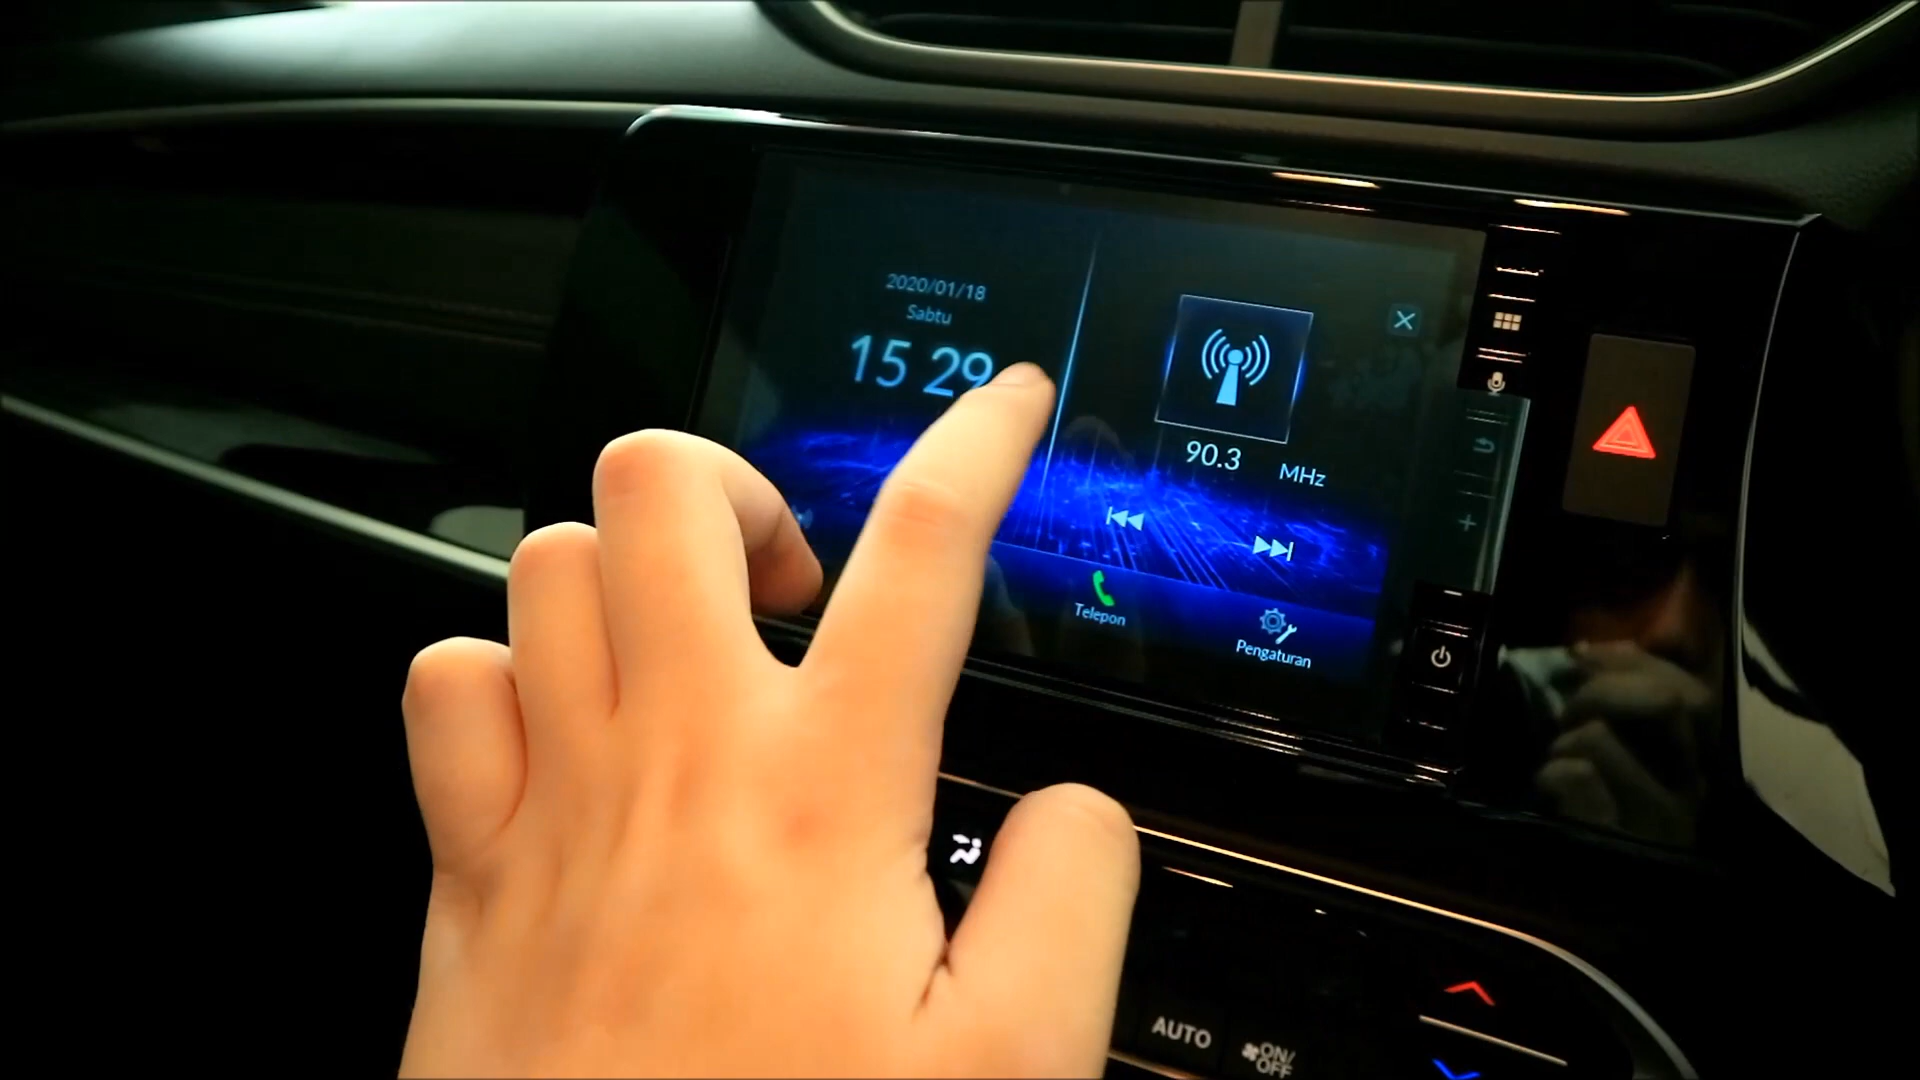 2020/01/18
Sabtu
15 29
90.3 MHz
Telepon
Pengaturan
AUTO
ON/
OFF